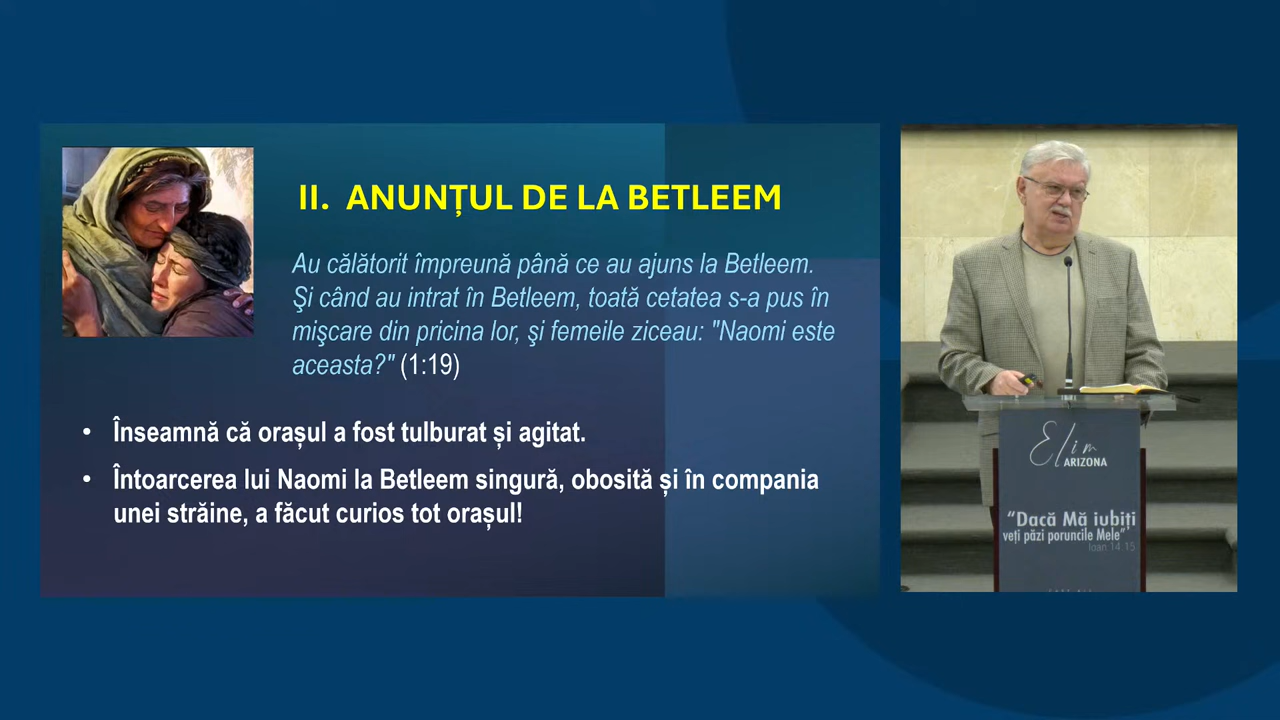 II. ANUNȚUL DE LA BETLEEM
Au călătorit împreună până ce au ajuns la Betleem.
Şi când au intrat în Betleem, toată cetatea s-a pus în
mişcare din pricina lor, şi femeile ziceau: "Naomi este
aceasta?" (1:19)
• Înseamnă că orașul a fost tulburat și agitat.
• Întoarcerea lui Naomi la Betleem singură, obosită și în compania
unei străine, a făcut curios tot orașul!
Elim
ARIZONA
“Dacă Mă iubiți
veți păzi poruncile Mele”
Ioan 14:15